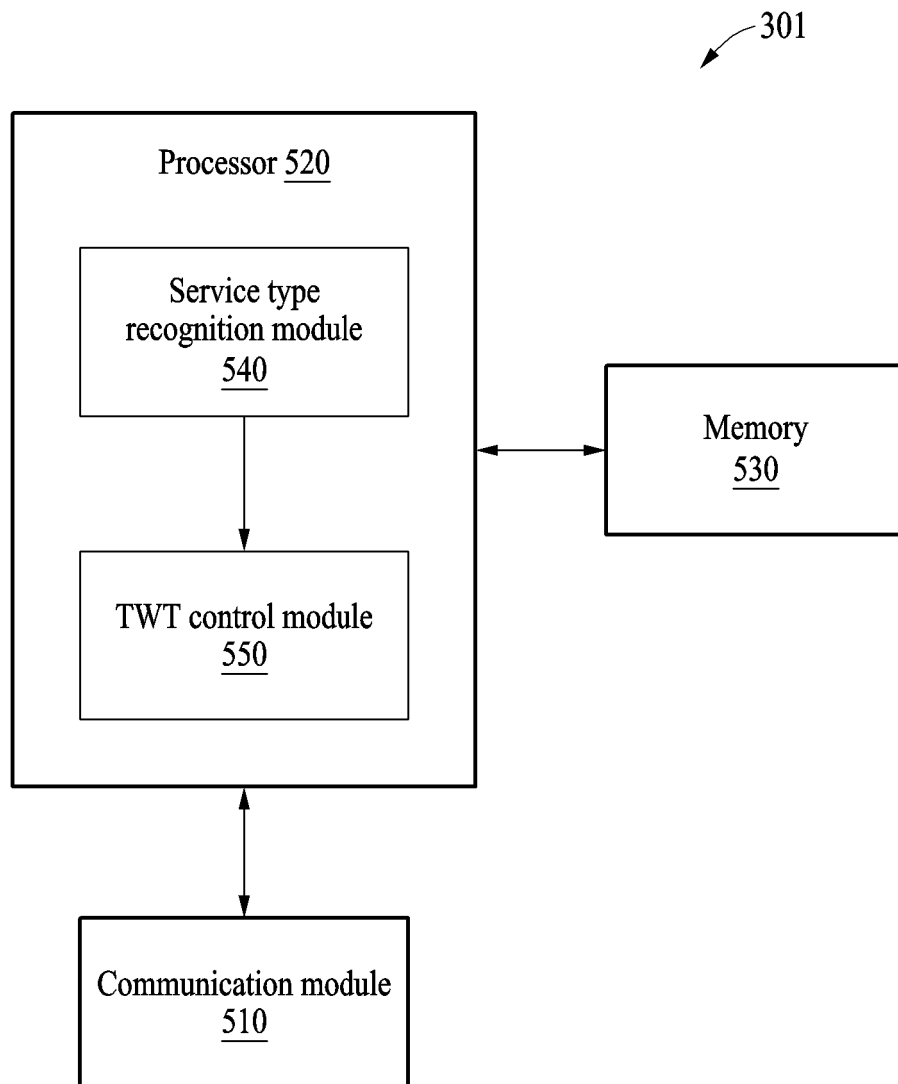 301
Processor 520
Service type
recognition module
540
Memory
530
TWT control module
550
Communication module
510